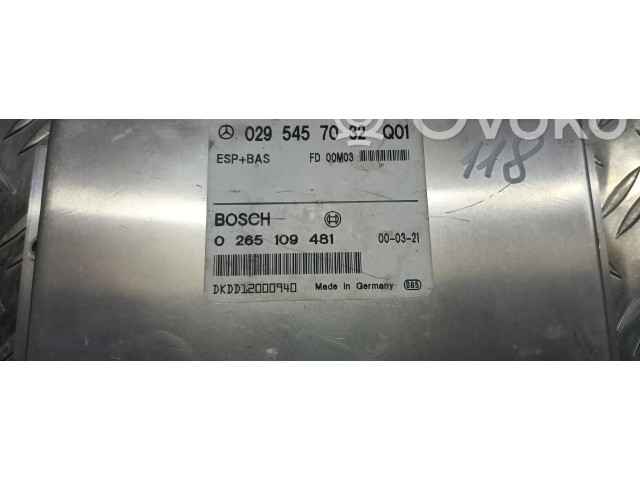 029 545 70 32 Q01
ESP+BAS FD 00M03
BOSCH
0 265 109 481 00-03-21
DKDD12000940 Made in Germany 085
118